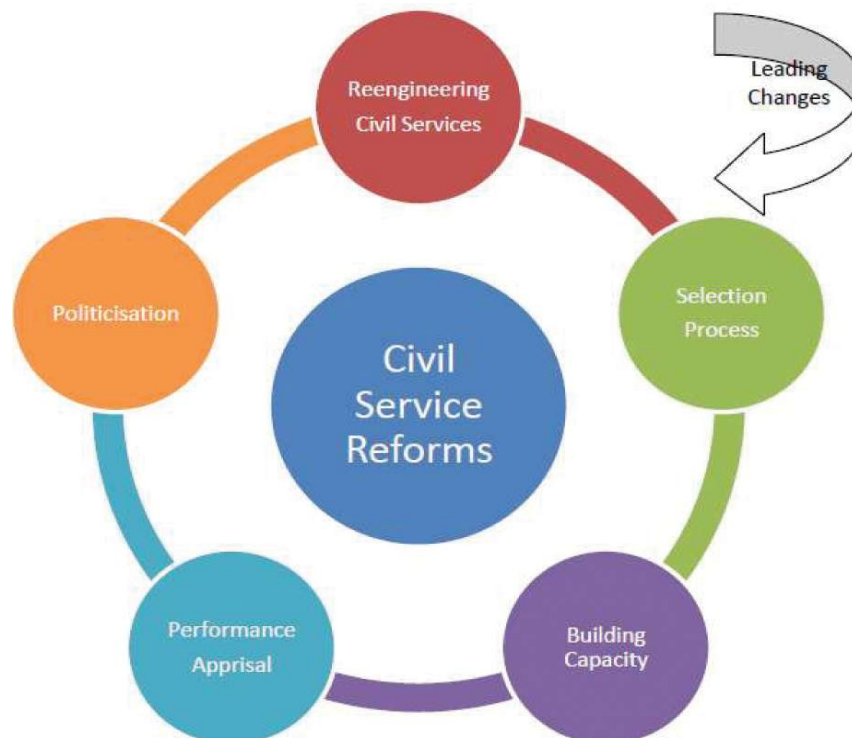 Reengineering
Civil Services
Leading
Changes
Selection
Process
Building
Capacity
Performance
Apprisal
Politicisation
Civil
Service
Reforms